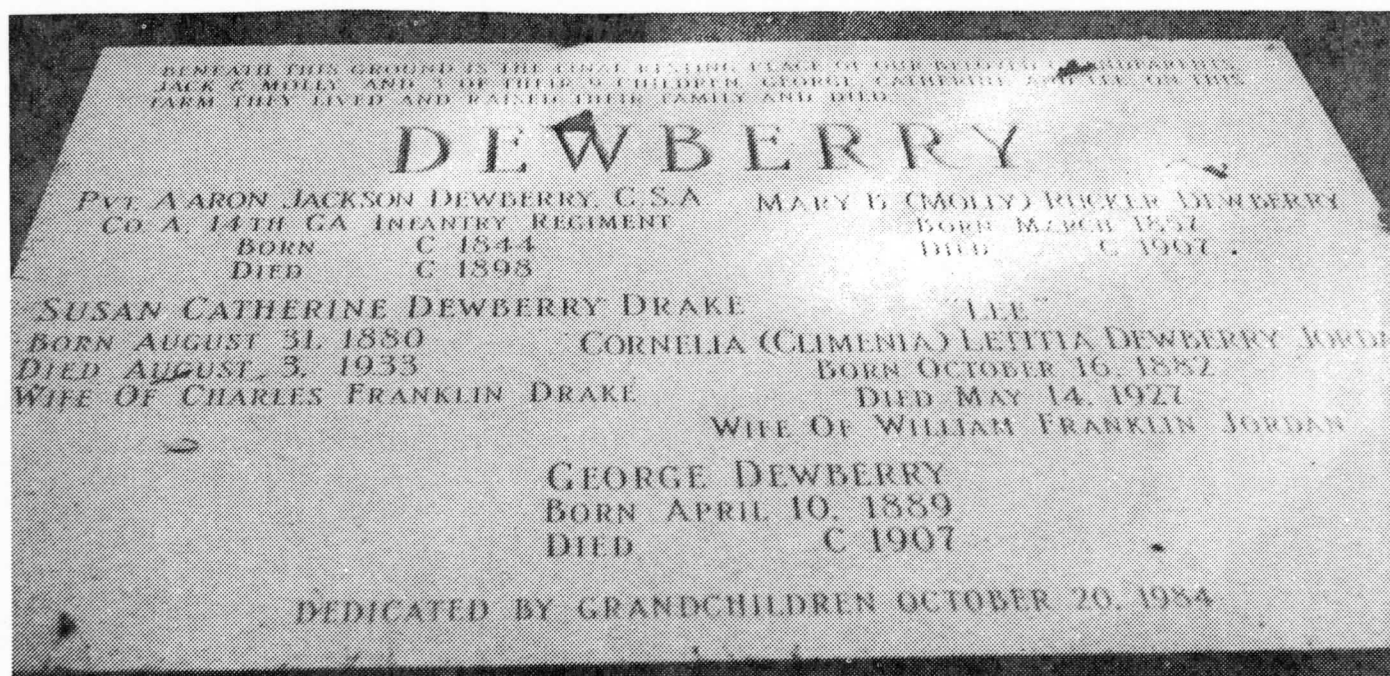 BENEATH THIS GROUND IS THE FINAL RESTING PLACE OF OUR BELOVED GRANDPARENTS
JACK & MOLLY AND 3 OF THEIR 9 CHILDREN, GEORGE, CATHERINE AND LEE ON THIS
FARM THEY LIVED AND RAISED THEIR FAMILY AND DIED
DEWBERRY
PVT. AARON JACKSON DEWBERRY, C.S.A
CO A, 14TH GA INFANTRY REGIMENT
BORN C 1844
DIED C 1898
MARY B (MOLLY) RUCKER DEWBERRY
BORN MARCH 1857
DIED C 1907
SUSAN CATHERINE DEWBERRY DRAKE
BORN AUGUST 31, 1880
DIED AUGUST 3, 1933
WIFE OF CHARLES FRANKLIN DRAKE
"LEE"
CORNELIA (CLIMENIA) LETITIA DEWBERRY JORDA
BORN OCTOBER 16, 1882
DIED MAY 14, 1927
WIFE OF WILLIAM FRANKLIN JORDAN
GEORGE DEWBERRY
BORN APRIL 10, 1889
DIED C 1907
DEDICATED BY GRANDCHILDREN OCTOBER 20, 1984